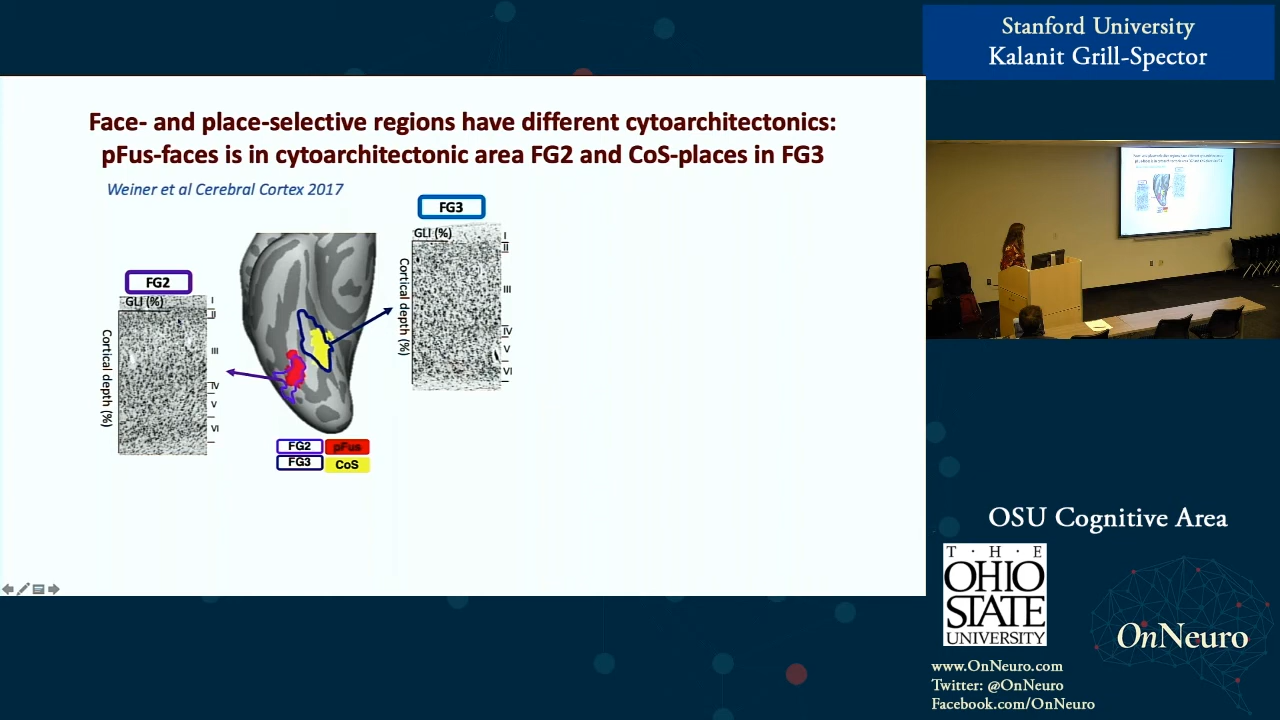 Stanford University
Kalanit Grill-Spector
Face- and place-selective regions have different cytoarchitectonics:
pFus-faces is in cytoarchitectonic area FG2 and CoS-places in FG3
Weiner et al Cerebral Cortex 2017
FG3
GLI (%)
Cortical depth (%)
I
II
III
IV
V
VI
FG2
GLI (%)
Cortical depth (%)
I
II
III
IV
V
VI
FG2 pFus
FG3 CoS
OSU Cognitive Area
T · H · E
OHIO
STATE
UNIVERSITY
OnNeuro
www.OnNeuro.com
Twitter: @OnNeuro
Facebook.com/OnNeuro